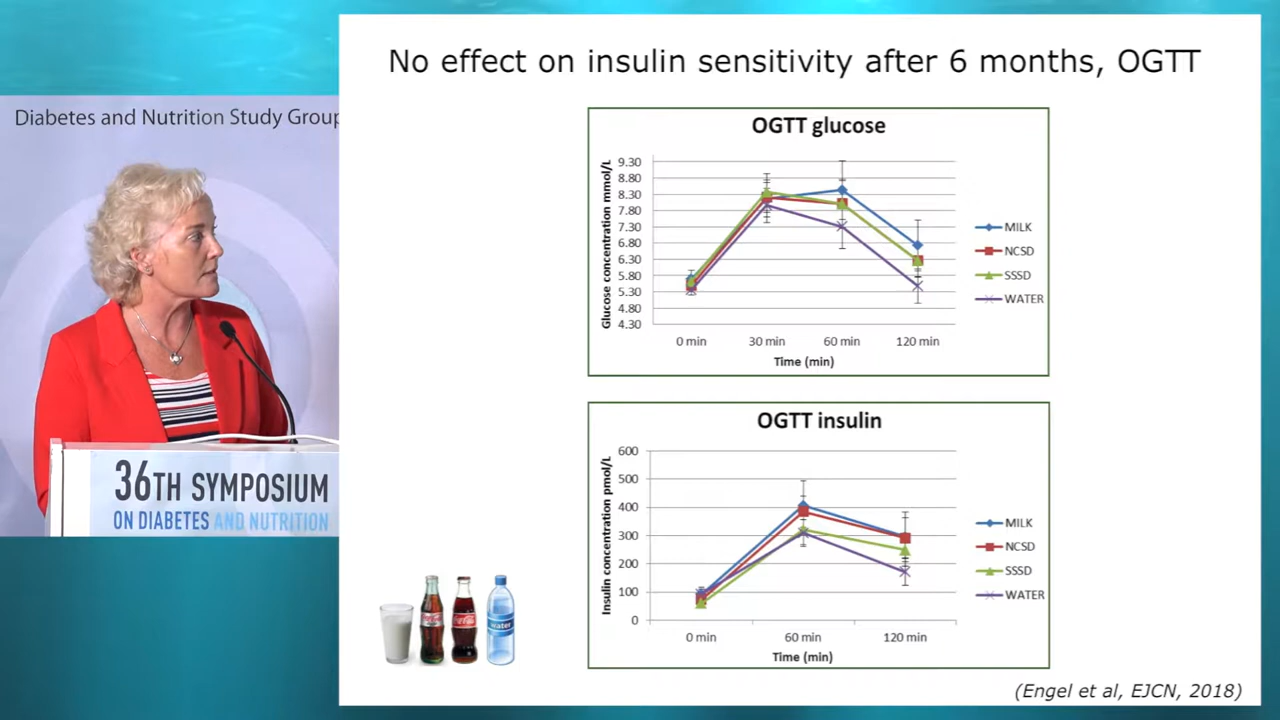 No effect on insulin sensitivity after 6 months, OGTT
Diabetes and Nutrition Study Group
OGTT glucose
Glucose concentration mmol/L
9.30
8.80
8.30
7.80
7.30
6.80
6.30
5.80
5.30
4.80
4.30
0 min 30 min 60 min 120 min
Time (min)
MILK
NCSD
SSSD
WATER
OGTT insulin
Insulin concentration pmol/L
600
500
400
300
200
100
0
0 min 60 min 120 min
Time (min)
MILK
NCSD
SSSD
WATER
36TH SYMPOSIUM
ON DIABETES AND NUTRITION
water
(Engel et al, EJCN, 2018)